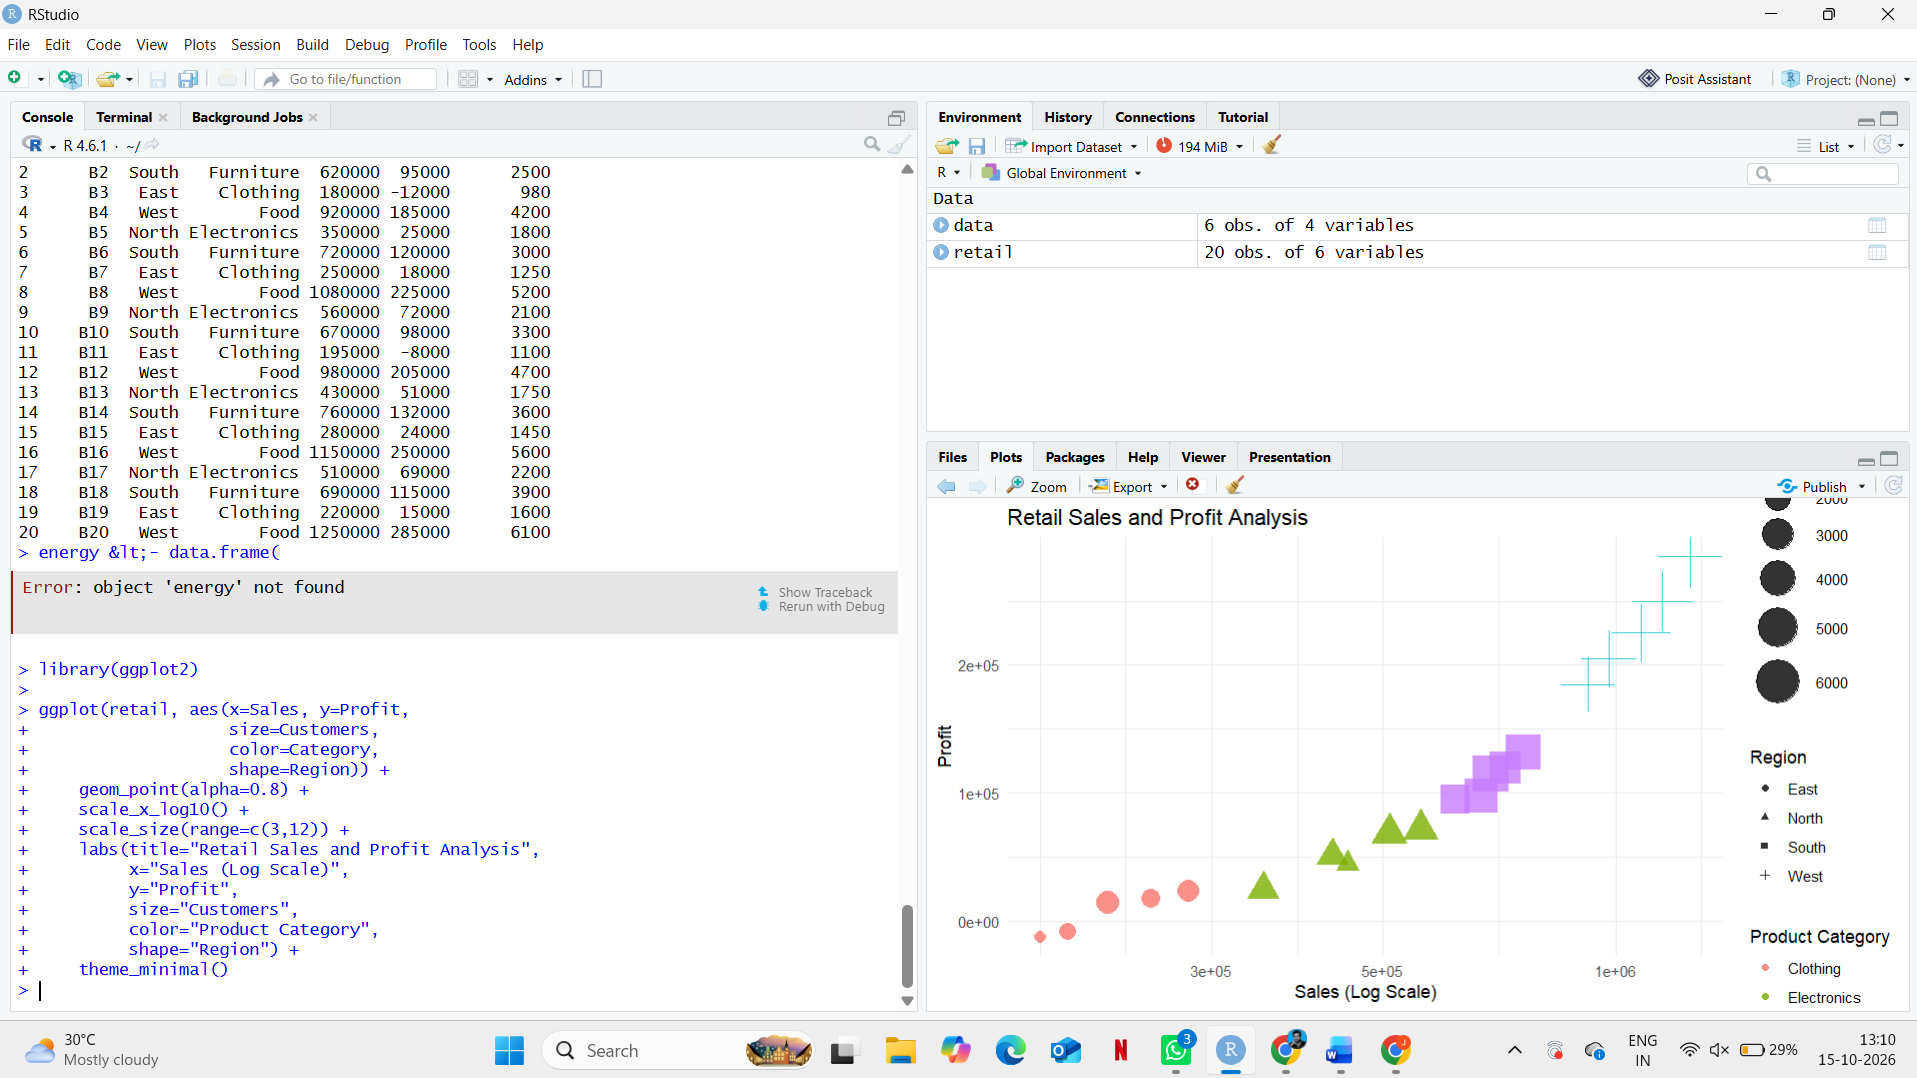 RStudio
File Edit Code View Plots Session Build Debug Profile Tools Help
Go to file/function Addins Posit Assistant Project: (None)
Console Terminal Background Jobs
R 4.6.1 · ~/
2 B2 South Furniture 620000 95000 2500
3 B3 East Clothing 180000 -12000 980
4 B4 West Food 920000 185000 4200
5 B5 North Electronics 350000 25000 1800
6 B6 South Furniture 720000 120000 3000
7 B7 East Clothing 250000 18000 1250
8 B8 West Food 1080000 225000 5200
9 B9 North Electronics 560000 72000 2100
10 B10 South Furniture 670000 98000 3300
11 B11 East Clothing 195000 -8000 1100
12 B12 West Food 980000 205000 4700
13 B13 North Electronics 430000 51000 1750
14 B14 South Furniture 760000 132000 3600
15 B15 East Clothing 280000 24000 1450
16 B16 West Food 1150000 250000 5600
17 B17 North Electronics 510000 69000 2200
18 B18 South Furniture 690000 115000 3900
19 B19 East Clothing 220000 15000 1600
20 B20 West Food 1250000 285000 6100
> energy &lt;- data.frame(
Error: object 'energy' not found
Show Traceback
Rerun with Debug
> library(ggplot2)
>
> ggplot(retail, aes(x=Sales, y=Profit,
+ size=Customers,
+ color=Category,
+ shape=Region)) +
+ geom_point(alpha=0.8) +
+ scale_x_log10() +
+ scale_size(range=c(3,12)) +
+ labs(title="Retail Sales and Profit Analysis",
+ x="Sales (Log Scale)",
+ y="Profit",
+ size="Customers",
+ color="Product Category",
+ shape="Region") +
+ theme_minimal()
>
Environment History Connections Tutorial
Import Dataset 194 MiB List
R Global Environment
Data
data 6 obs. of 4 variables
retail 20 obs. of 6 variables
Files Plots Packages Help Viewer Presentation
Zoom Export Publish
Retail Sales and Profit Analysis
2e+05
1e+05
0e+00
Profit
3e+05 5e+05 1e+06
Sales (Log Scale)
2000
3000
4000
5000
6000
Region
East
North
South
West
Product Category
Clothing
Electronics
30°C
Mostly cloudy
Search
3
ENG
IN
29%
13:10
15-10-2026